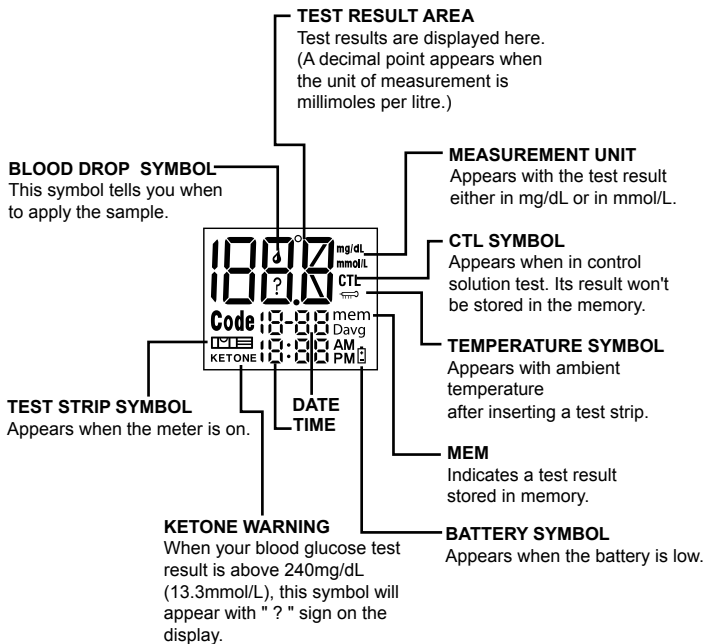 TEST RESULT AREA
Test results are displayed here.
(A decimal point appears when
the unit of measurement is
millimoles per litre.)
BLOOD DROP SYMBOL
This symbol tells you when
to apply the sample.
MEASUREMENT UNIT
Appears with the test result
either in mg/dL or in mmol/L.
CTL SYMBOL
Appears when in control
solution test. Its result won't
be stored in the memory.
TEMPERATURE SYMBOL
Appears with ambient
temperature
after inserting a test strip.
MEM
Indicates a test result
stored in memory.
BATTERY SYMBOL
Appears when the battery is low.
188.8
?
mg/dL
mmol/L
CTL
Code 18-88 mem
Davg
KETONE 18:88 AM
PM
TEST STRIP SYMBOL
Appears when the meter is on.
DATE
TIME
KETONE WARNING
When your blood glucose test
result is above 240mg/dL
(13.3mmol/L), this symbol will
appear with " ? " sign on the
display.